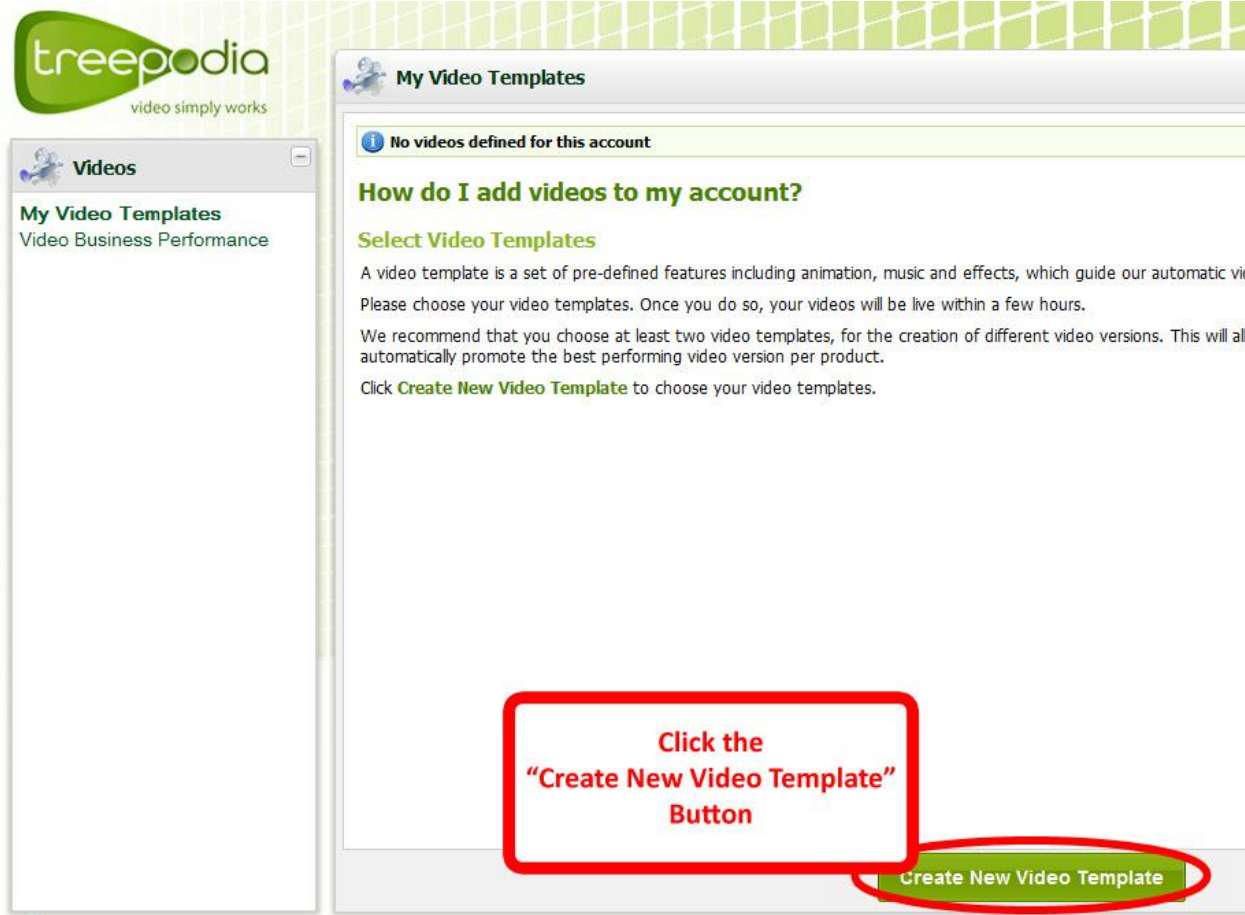 treepodia
video simply works
Videos
My Video Templates
Video Business Performance
My Video Templates
No videos defined for this account
How do I add videos to my account?
Select Video Templates
A video template is a set of pre-defined features including animation, music and effects, which guide our automatic
Please choose your video templates. Once you do so, your videos will be live within a few hours.
We recommend that you choose at least two video templates, for the creation of different video versions. This will
automatically promote the best performing video version per product.
Click Create New Video Template to choose your video templates.
Click the
“Create New Video Template”
Button
Create New Video Template